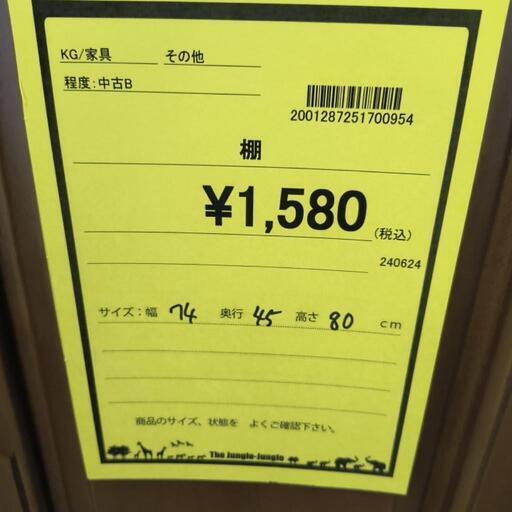 KG/家具 その他
程度:中古B
2001287251700954
棚
¥1,580
(税込)
240624
サイズ:幅 74 奥行 45 高さ 80 cm
商品のサイズ、状態を よくご確認下さい。
The Jungle-Jungle